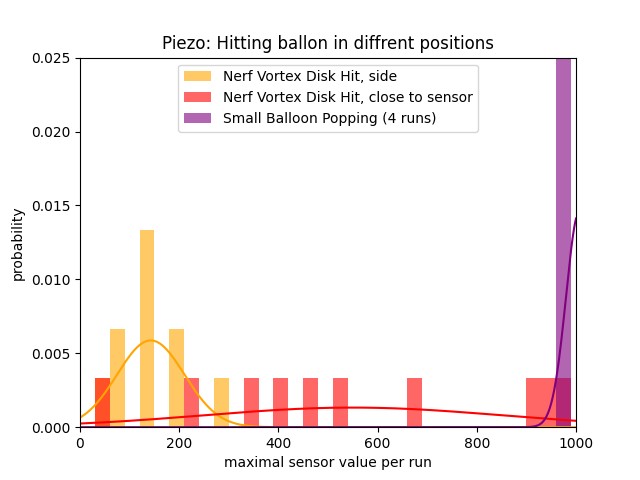 Piezo: Hitting ballon in diffrent positions
Nerf Vortex Disk Hit, side
Nerf Vortex Disk Hit, close to sensor
Small Balloon Popping (4 runs)
0.025
0.020
0.015
0.010
0.005
0.000
probability
0 200 400 600 800 1000
maximal sensor value per run